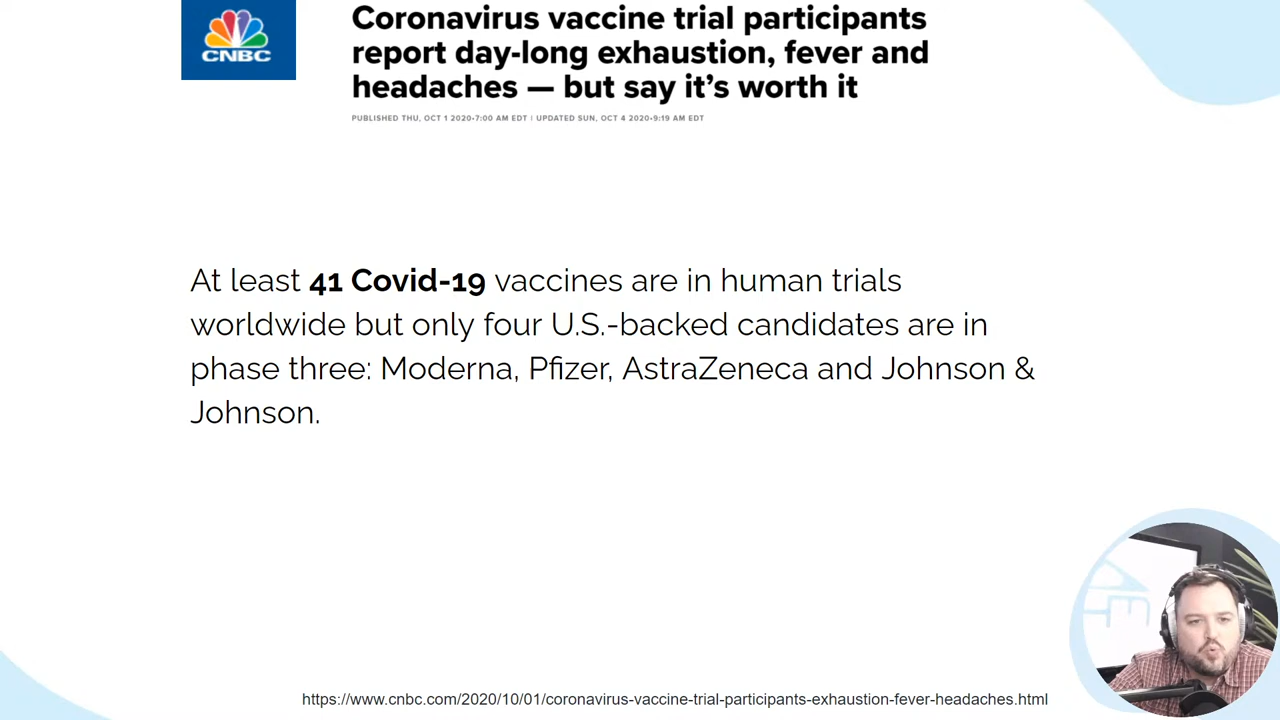 CNBC
Coronavirus vaccine trial participants
report day-long exhaustion, fever and
headaches — but say it’s worth it
PUBLISHED THU, OCT 1 2020•7:00 AM EDT | UPDATED SUN, OCT 4 2020•9:19 AM EDT
At least 41 Covid-19 vaccines are in human trials
worldwide but only four U.S.-backed candidates are in
phase three: Moderna, Pfizer, AstraZeneca and Johnson &
Johnson.
https://www.cnbc.com/2020/10/01/coronavirus-vaccine-trial-participants-exhaustion-fever-headaches.html